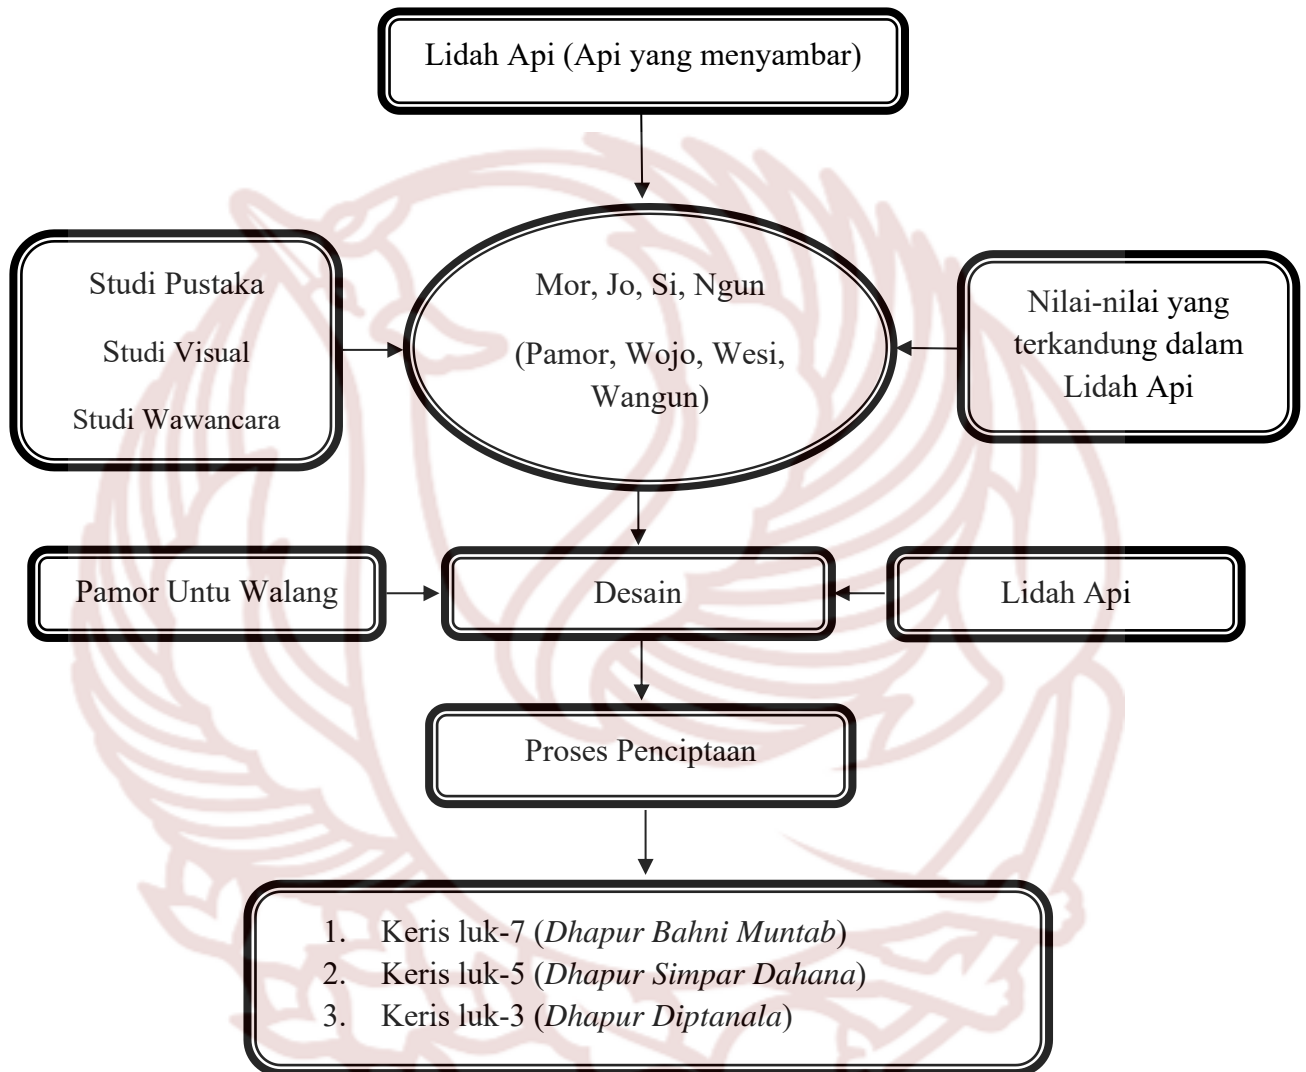 Lidah Api (Api yang menyambar)
Studi Pustaka
Studi Visual
Studi Wawancara
Mor, Jo, Si, Ngun
(Pamor, Wojo, Wesi,
Wangun)
Nilai-nilai yang
terkandung dalam
Lidah Api
Pamor Untu Walang
Desain
Lidah Api
Proses Penciptaan
1. Keris luk-7 (Dhapur Bahni Muntab)
2. Keris luk-5 (Dhapur Simpar Dahana)
3. Keris luk-3 (Dhapur Diptanala)